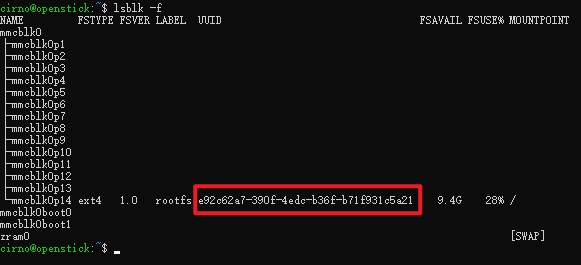 cirno@openstick:~$ lsblk -f
NAME FSTYPE FSVER LABEL UUID FSAVAIL FSUSE% MOUNTPOINT
mmcblk0
├─mmcblk0p1
├─mmcblk0p2
├─mmcblk0p3
├─mmcblk0p4
├─mmcblk0p5
├─mmcblk0p6
├─mmcblk0p7
├─mmcblk0p8
├─mmcblk0p9
├─mmcblk0p10
├─mmcblk0p11
├─mmcblk0p12
├─mmcblk0p13
└─mmcblk0p14 ext4 1.0 rootfs e92c62a7-390f-4edc-b36f-b71f931c5a21 9.4G 28% /
mmcblk0boot0
mmcblk0boot1
zram0 [SWAP]
cirno@openstick:~$